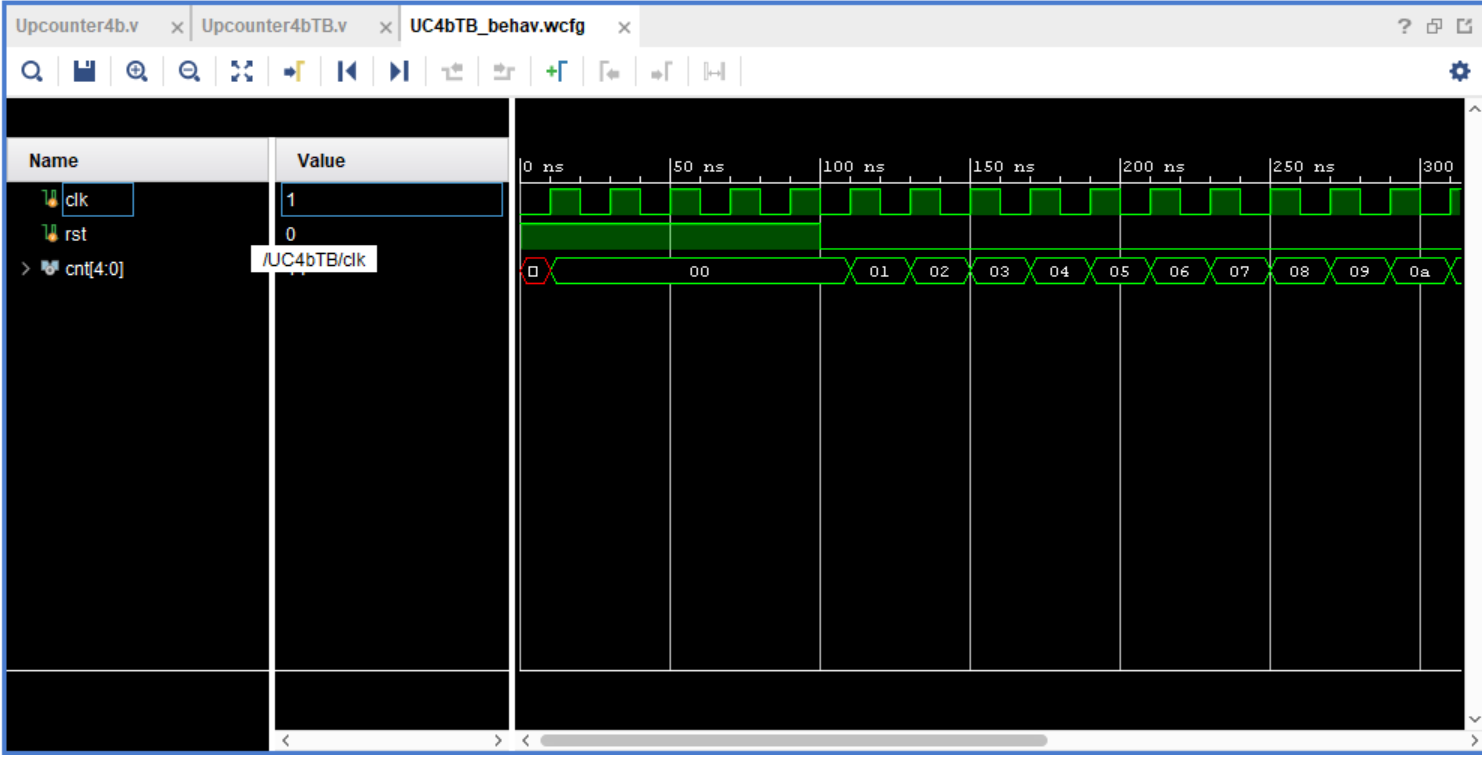 Upcounter4b.v × Upcounter4bTB.v × UC4bTB_behav.wcfg × ?
Name Value 0 ns 50 ns 100 ns 150 ns 200 ns 250 ns 300
clk 1
rst 0
/UC4bTB/clk
cnt[4:0] 00 01 02 03 04 05 06 07 08 09 0a